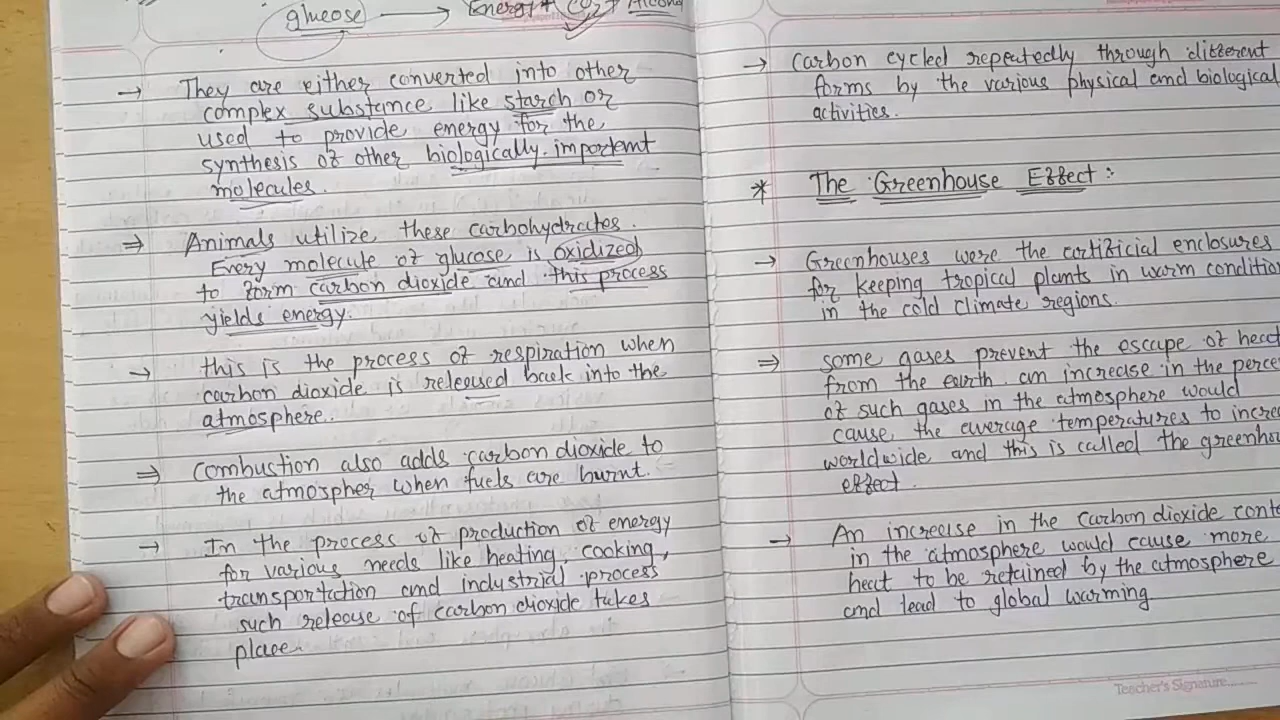 glucose → Energy + CO2 + Alcohol
→ They are either converted into other
complex substance like starch or
used to provide energy for the
synthesis of other biologically important
molecules.
⇒ Animals utilize these carbohydrates.
Every molecule of glucose is oxidized
to form carbon dioxide and this process
yields energy.
→ this is the process of respiration when
carbon dioxide is released back into the
atmosphere.
⇒ Combustion also adds carbon dioxide to
the atmospher when fuels are burnt.
→ In the process of production of energy
for various needs like heating, cooking,
transportation and industrial process
such release of carbon dioxide takes
place.
→ Carbon cycled repeatedly through different
forms by the various physical and biological
activities.
* The Greenhouse Effect:
→ Greenhouses were the artificial enclosures
for keeping tropical plants in warm condition
in the cold climate regions.
⇒ some gases prevent the escape of heat
from the earth. an increase in the perce
of such gases in the atmosphere would
cause the average temperatures to increa
worldwide and this is called the greenhou
effect.
→ An increase in the carbon dioxide conte
in the atmosphere would cause more
heat to be retained by the atmosphere
and lead to global warming
Teacher's Signature